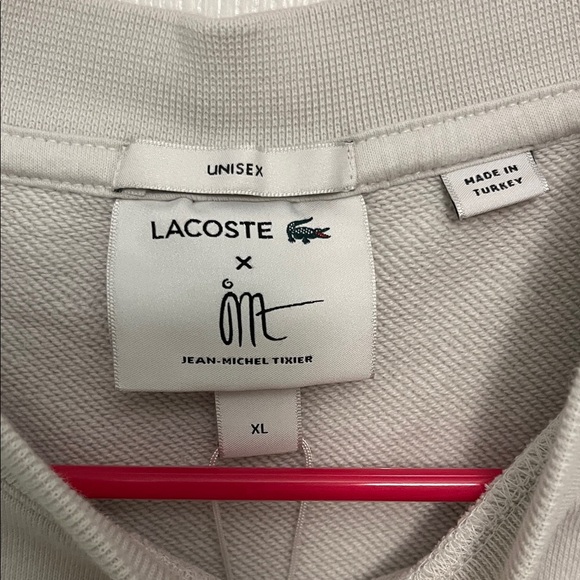 UNISEX
MADE IN
TURKEY
LACOSTE
X
JEAN-MICHEL TIXIER
XL